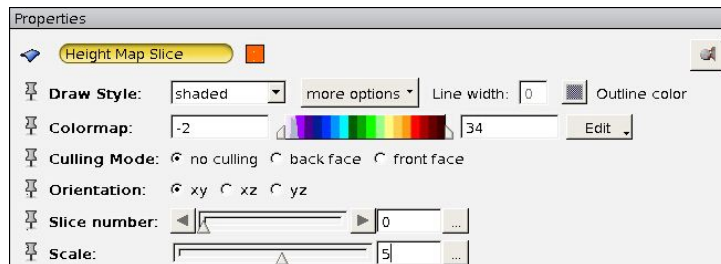 Properties
Height Map Slice
Draw Style: shaded more options Line width: 0 Outline color
Colormap: -2 34 Edit
Culling Mode: no culling back face front face
Orientation: xy xz yz
Slice number: 0 ...
Scale: 5 ...